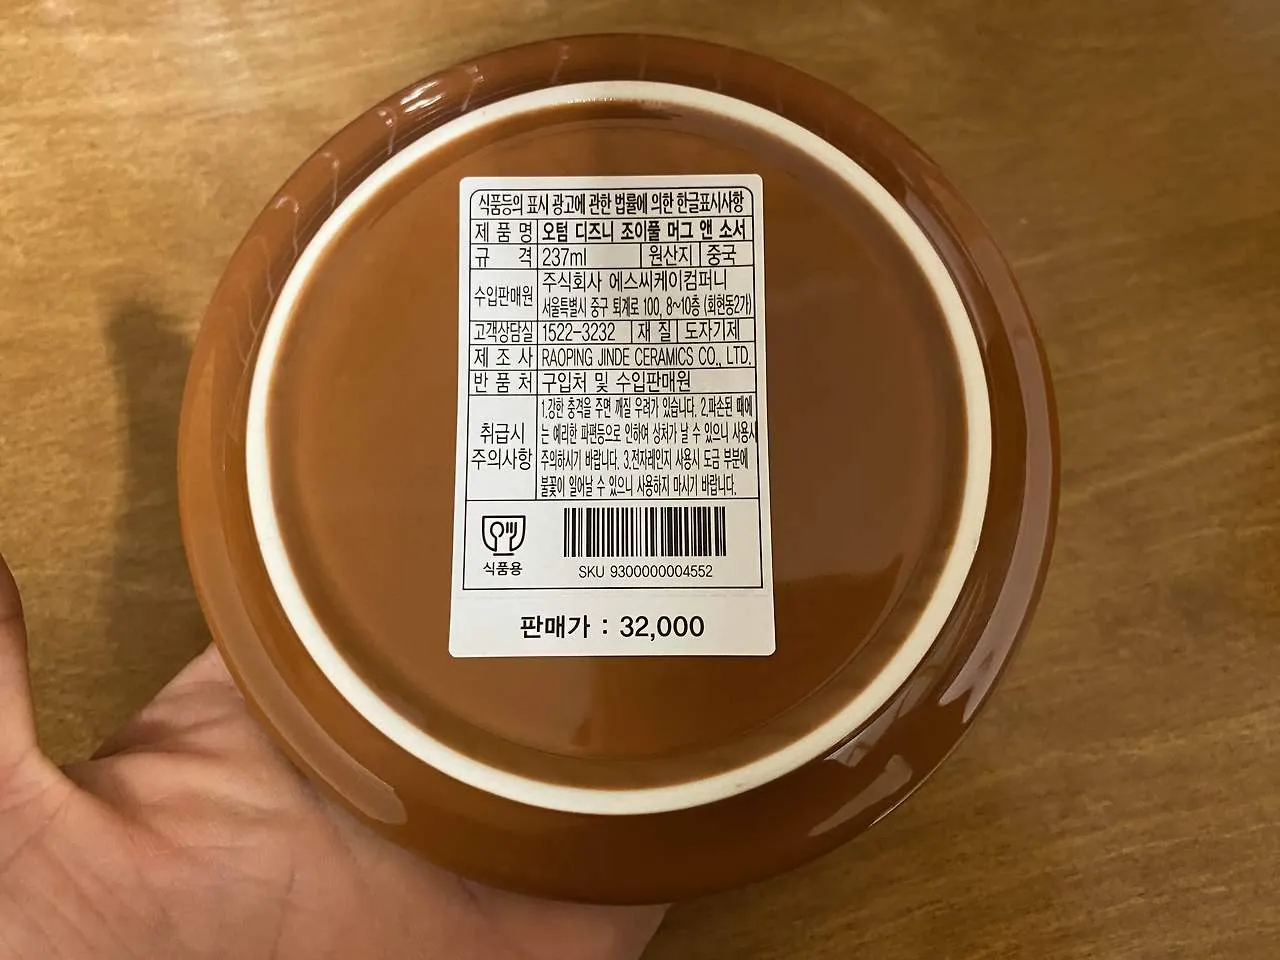 식품등의 표시 광고에 관한 법률에 의한 한글표시사항
제 품 명 오텀 디즈니 조이풀 머그 앤 소서
규 격 237ml 원산지 중국
수입판매원 주식회사 에스씨케이컴퍼니
서울특별시 중구 퇴계로 100, 8~10층 (회현동2가)
고객상담실 1522-3232 재 질 도자기제
제 조 사 RAOPING JINDE CERAMICS CO., LTD.
반 품 처 구입처 및 수입판매원
취급시 주의사항 1.강한 충격을 주면 깨질 우려가 있습니다. 2.파손된 때에
는 예리한 파편등으로 인하여 상처가 날 수 있으니 사용시
주의하시기 바랍니다. 3.전자레인지 사용시 도금 부분에
불꽃이 일어날 수 있으니 사용하지 마시기 바랍니다.
식품용
SKU 9300000004552
판매가 : 32,000